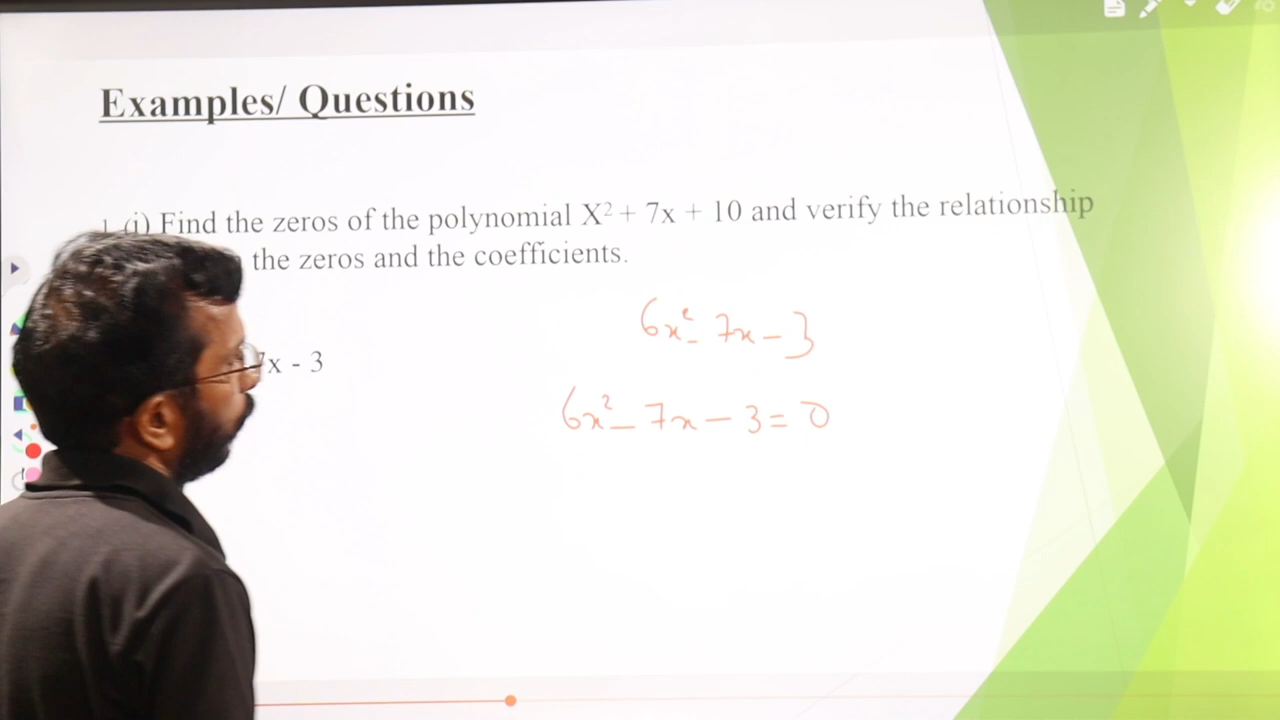 Examples/ Questions
(i) Find the zeros of the polynomial X² + 7x + 10 and verify the relationship
the zeros and the coefficients.
6x² - 7x - 3
7x - 3
6x² - 7x - 3 = 0